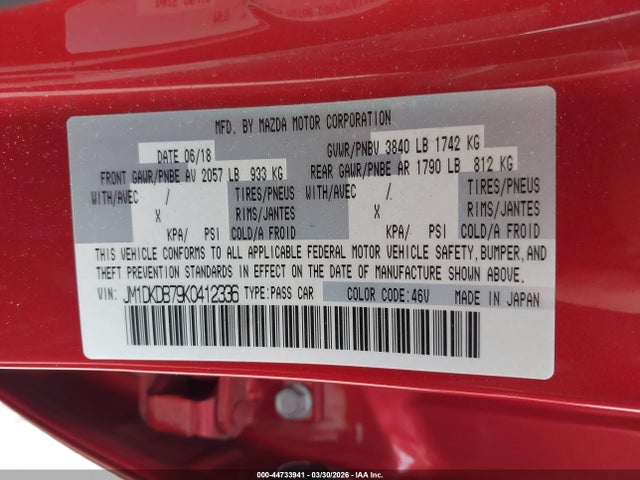 MFD. BY MAZDA MOTOR CORPORATION
DATE 06/18 GVWR/PNBV 3840 LB 1742 KG
FRONT GAWR/PNBE AV 2057 LB 933 KG REAR GAWR/PNBE AR 1790 LB 812 KG
WITH/AVEC / TIRES/PNEUS WITH/AVEC / TIRES/PNEUS
X RIMS/JANTES X RIMS/JANTES
KPA/ PSI COLD/A FROID KPA/ PSI COLD/A FROID
THIS VEHICLE CONFORMS TO ALL APPLICABLE FEDERAL MOTOR VEHICLE SAFETY, BUMPER, AND
THEFT PREVENTION STANDARDS IN EFFECT ON THE DATE OF MANUFACTURE SHOWN ABOVE.
VIN: JM1DKDB79K0412336 TYPE:PASS CAR COLOR CODE:46V MADE IN JAPAN
000-44733941 - 03/30/2026 - IAA Inc.